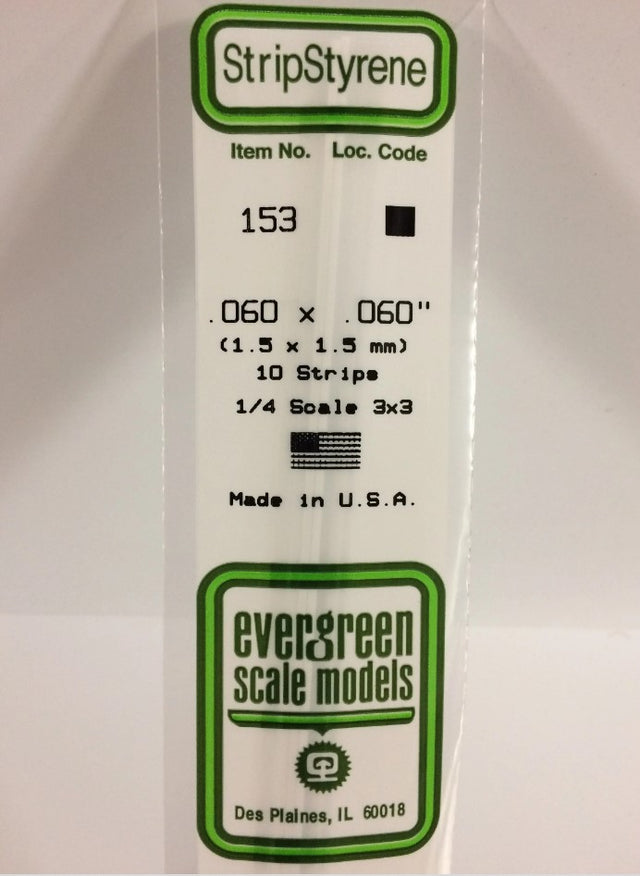 StripStyrene
Item No. Loc. Code
153
.060 x .060"
(1.5 x 1.5 mm)
10 Strips
1/4 Scale 3x3
Made in U.S.A.
evergreen
scale models
Des Plaines, IL 60018